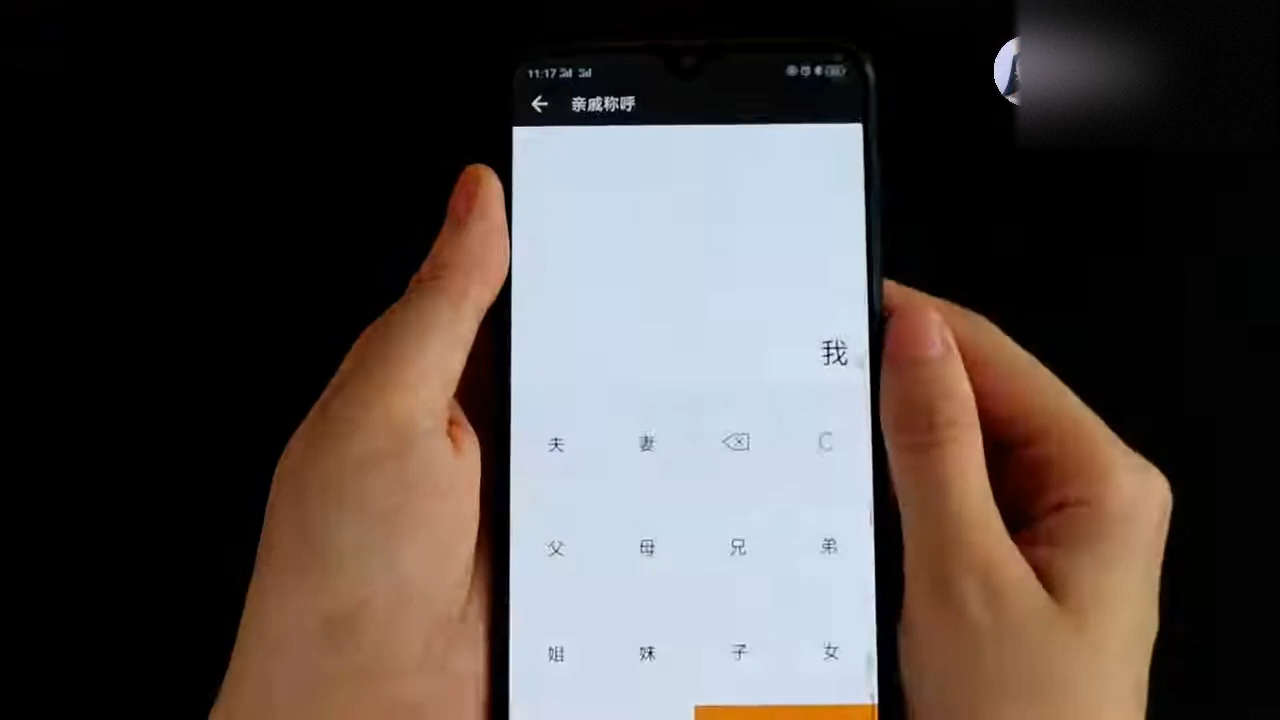 11:17
亲戚称呼
我
夫 妻 C
父 母 兄 弟
姐 妹 子 女